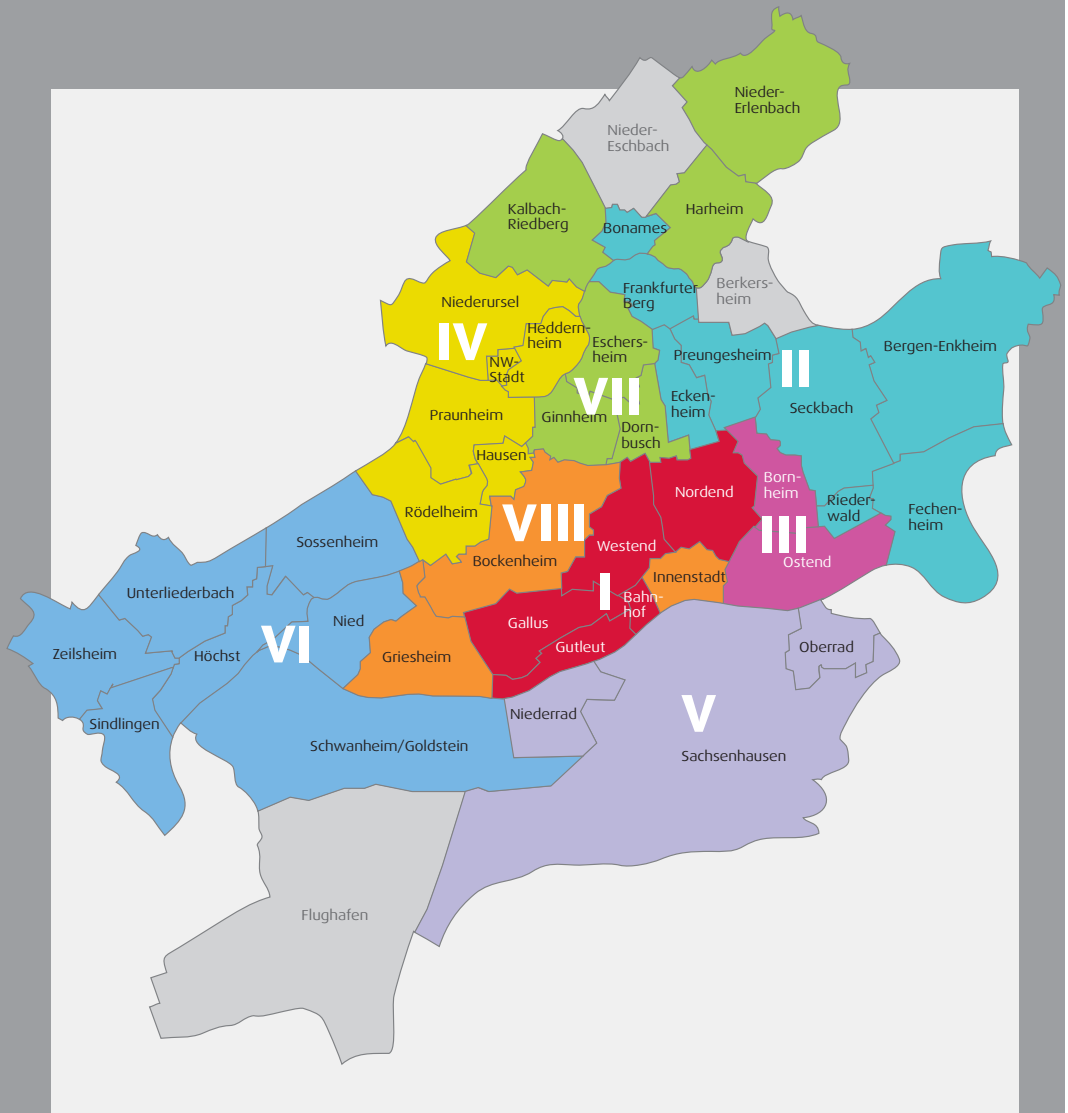 Nieder-
Erlenbach
Nieder-
Eschbach
Kalbach-
Riedberg
Harheim
Bonames
Berkers-
heim
Frankfurter
Berg
Niederursel
IV
Heddern-
heim
NW-
Stadt
Eschers-
heim
VII
Preungesheim
II
Bergen-Enkheim
Ecken-
heim
Seckbach
Praunheim
Ginnheim
Dorn-
busch
Hausen
Rödelheim
VIII
Bockenheim
Nordend
Born-
heim
III
Ostend
Rieder-
wald
Fechen-
heim
Sossenheim
Westend
Innenstadt
I
Bahn-
hof
Unterliederbach
Nied
Gallus
Gutleut
Zeilsheim
Höchst
VI
Griesheim
Oberrad
Sindlingen
Niederrad
V
Schwanheim/Goldstein
Sachsenhausen
Flughafen